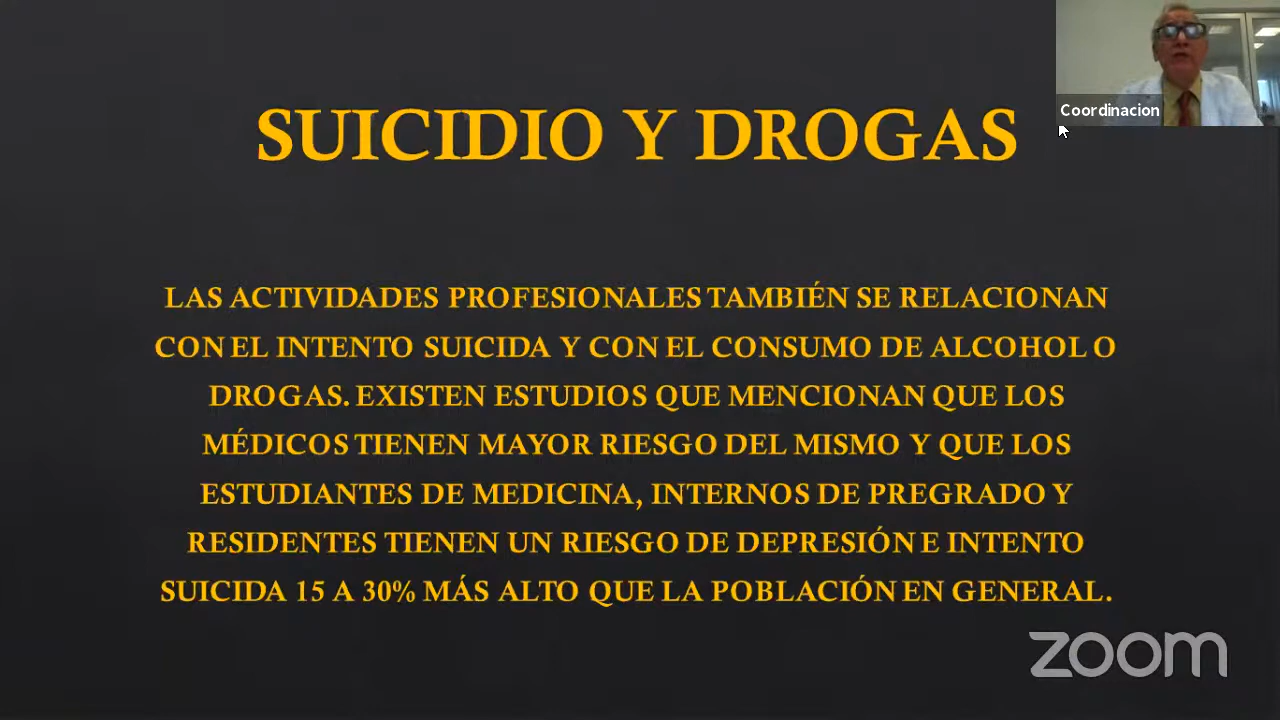 Coordinacion
SUICIDIO Y DROGAS
LAS ACTIVIDADES PROFESIONALES TAMBIÉN SE RELACIONAN
CON EL INTENTO SUICIDA Y CON EL CONSUMO DE ALCOHOL O
DROGAS. EXISTEN ESTUDIOS QUE MENCIONAN QUE LOS
MÉDICOS TIENEN MAYOR RIESGO DEL MISMO Y QUE LOS
ESTUDIANTES DE MEDICINA, INTERNOS DE PREGRADO Y
RESIDENTES TIENEN UN RIESGO DE DEPRESIÓN E INTENTO
SUICIDA 15 A 30% MÁS ALTO QUE LA POBLACIÓN EN GENERAL.
zoom